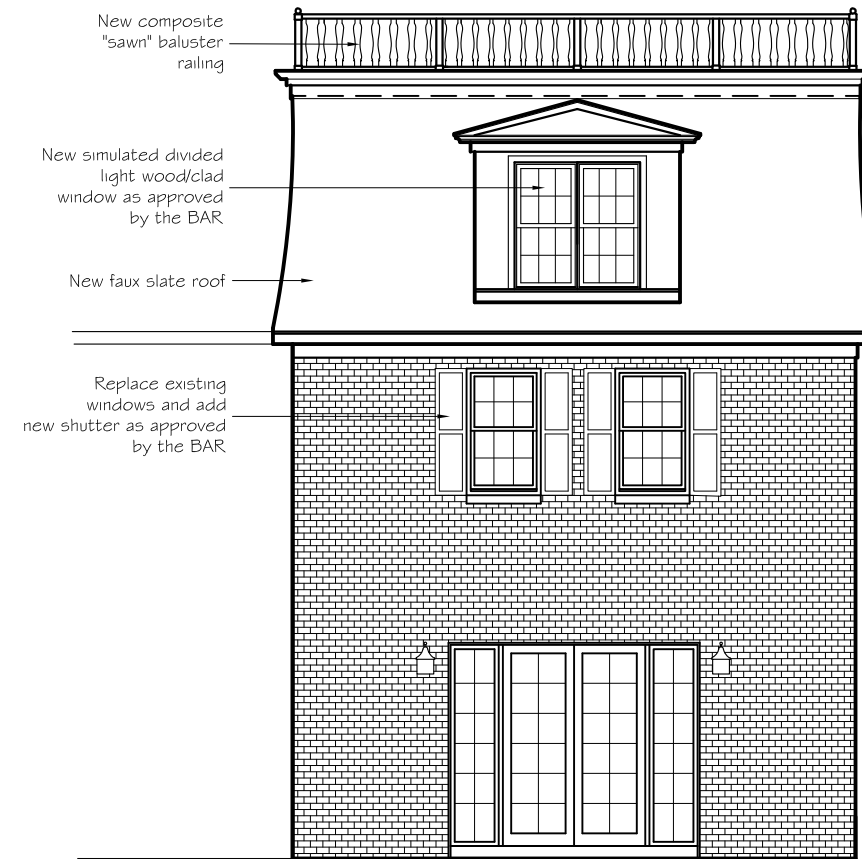 New composite
"sawn" baluster
railing
New simulated divided
light wood/clad
window as approved
by the BAR
New faux slate roof
Replace existing
windows and add
new shutter as approved
by the BAR